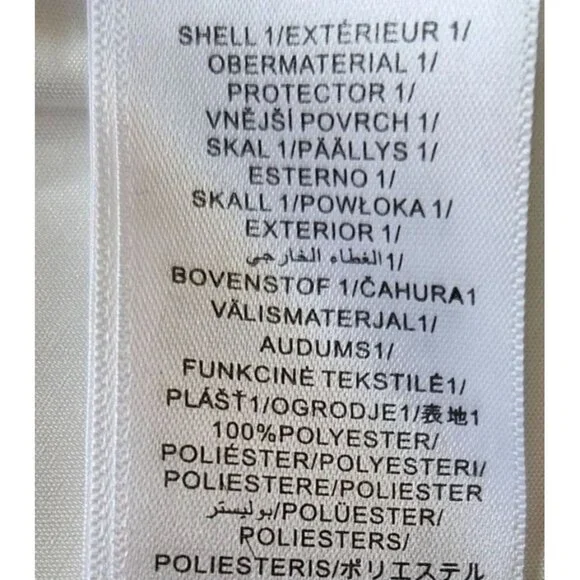 SHELL 1/EXTÉRIEUR 1/
OBERMATERIAL 1/
PROTECTOR 1/
VNĚJŠÍ POVRCH 1/
SKAL 1/PÄÄLLYS 1/
ESTERNO 1/
SKALL 1/POWŁOKA 1/
EXTERIOR 1/
الغطاء الخارجي 1/
BOVENSTOF 1/ČAHURA1
VÄLISMATERJAL1/
AUDUMS1/
FUNKCINĖ TEKSTILĖ1/
PLÁŠŤ1/OGRODJE1/表地1
100%POLYESTER/
POLIÉSTER/POLYESTERI/
POLIESTERE/POLIESTER
بوليستر/POLÜESTER/
POLIESTERS/
POLIESTERIS/ポリエステル